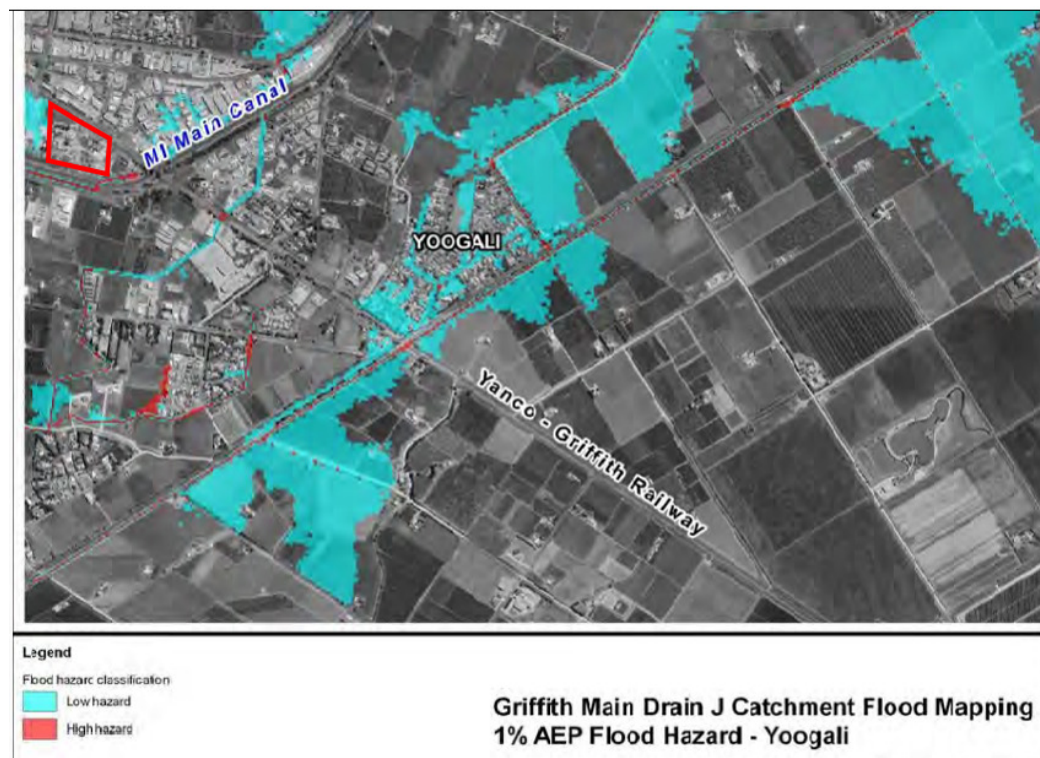 MI Main Canal
YOOGALI
Yanco - Griffith Railway
Legend
Flood hazard classification
Low hazard
High hazard
Griffith Main Drain J Catchment Flood Mapping
1% AEP Flood Hazard - Yoogali